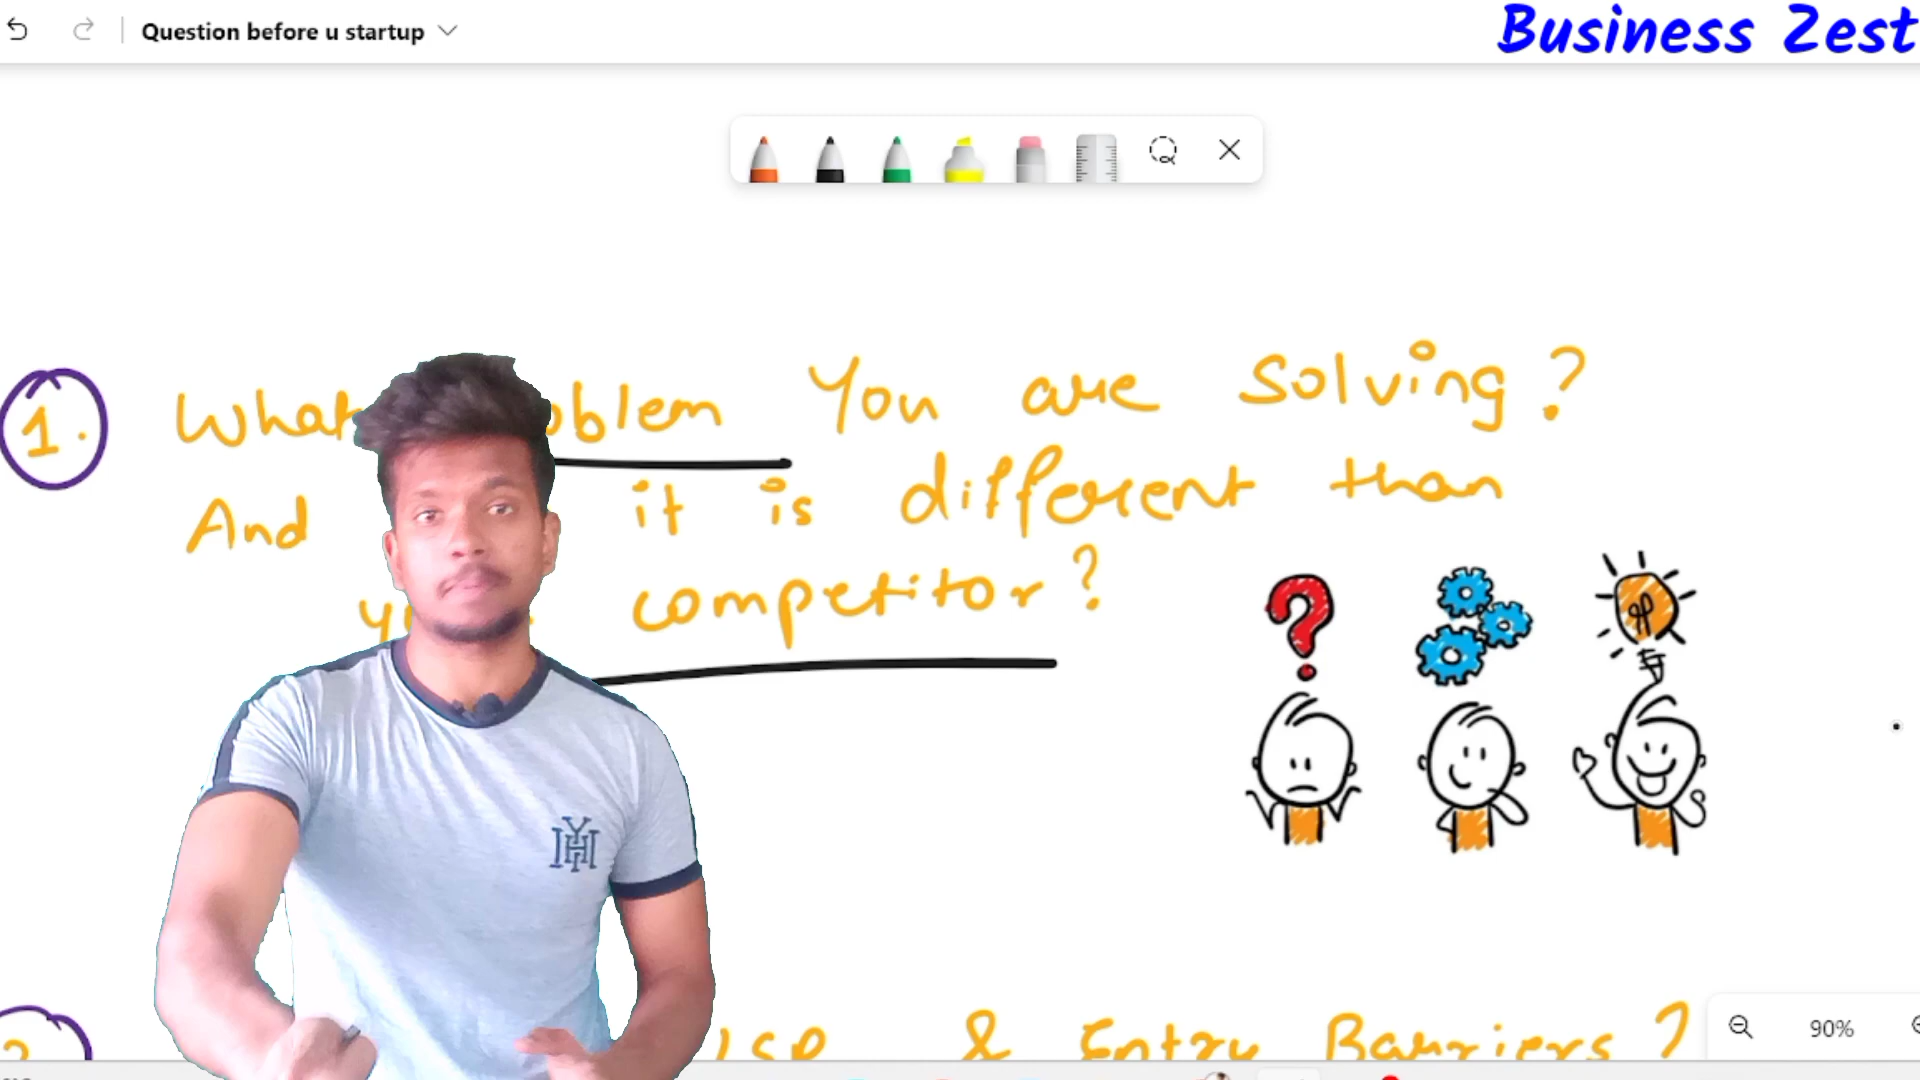 Question before u startup
Business Zest
1. What you are solving?
And it is different than
competitor?
& Entry Barriers?
90%